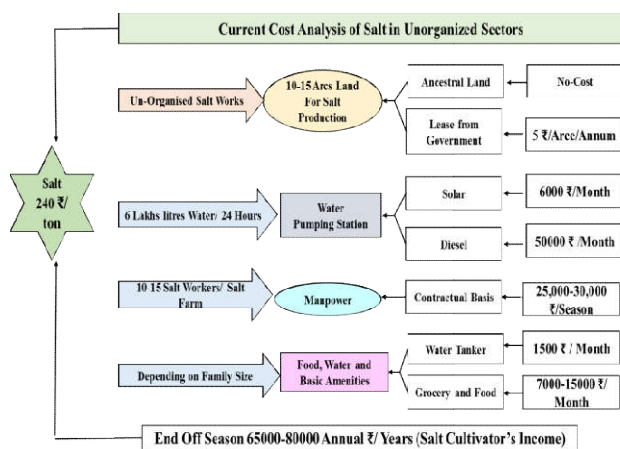 Current Cost Analysis of Salt in Unorganized Sectors
Un-Organised Salt Works
10-15 Arcs Land
For Salt
Production
Ancestral Land
No-Cost
Lease from
Government
5 ₹/Arce/Annum
Salt
240 ₹/
ton
6 Lakhs litres Water/ 24 Hours
Water
Pumping Station
Solar
6000 ₹/Month
Diesel
50000 ₹ /Month
10-15 Salt Workers/ Salt
Farm
Manpower
Contractual Basis
25,000-30,000
₹/Season
Depending on Family Size
Food, Water and
Basic Amenities
Water Tanker
1500 ₹ / Month
Grocery and Food
7000-15000 ₹/
Month
End Off Season 65000-80000 Annual ₹/ Years (Salt Cultivator's Income)